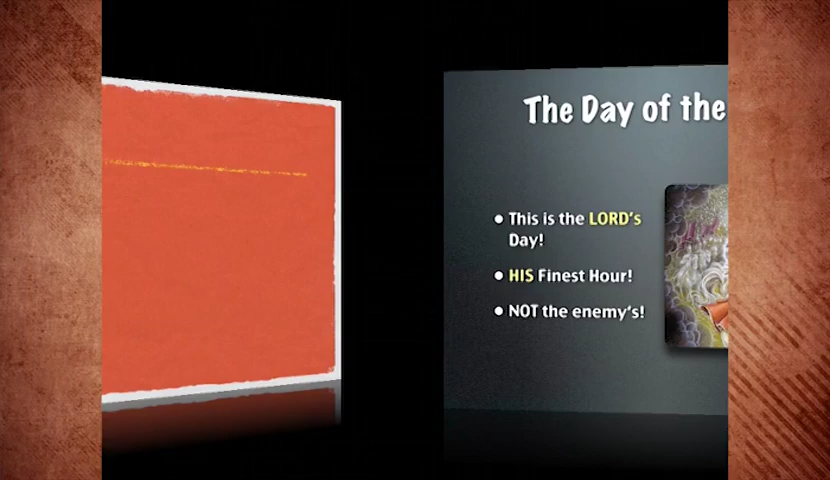 The Day of the
• This is the LORD's
Day!
• HIS Finest Hour!
• NOT the enemy's!